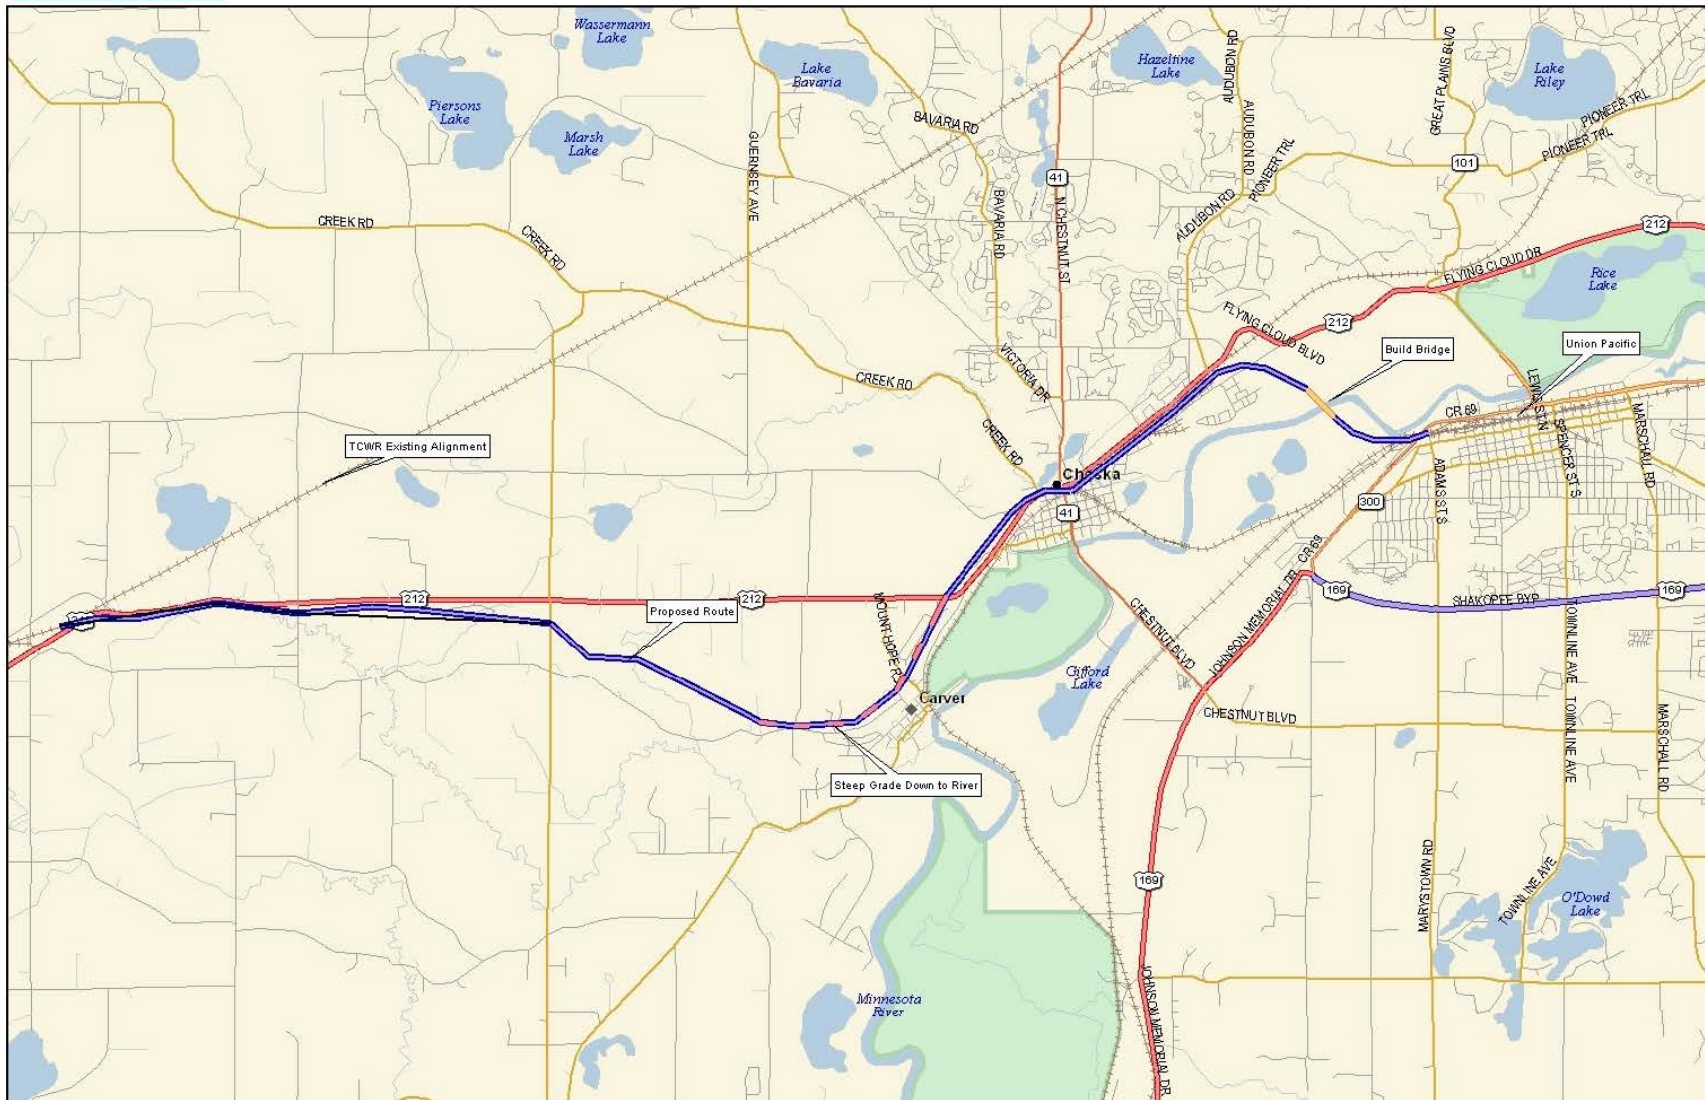 Wassermann
Lake
Lake
Bavaria
Hazeltine
Lake
AUDUBON RD
GREAT PLAINS BLVD
Lake
Riley
Piersons
Lake
Marsh
Lake
BAVARIA RD
GUERNSEY AVE
AUDUBON RD
PIONEER TRL
PIONEER TRL
PIONEER TRL
101
41
N CHESTNUT ST
BAVARIA RD
AUDUBON RD
CREEK RD
CREEK RD
212
FLYING CLOUD DR
Rice
Lake
FLYING CLOUD BLVD
212
Build Bridge
Union Pacific
VICTORIA DR
CREEK RD
LEWIS ST N
CR 69
MARSCHALL RD
SPENCER ST S
CREEK RD
TCWR Existing Alignment
Chaska
ADAMS ST S
300
41
CR 69
212
212
212
Proposed Route
MOUNT HOPE RD
CHESTNUT BLVD
JOHNSON MEMORIAL DR
169
SHAKOPEE BYP
169
TOWNLINE AVE
TOWNLINE AVE
Gifford
Lake
Carver
CHESTNUT BLVD
MARSCHALL RD
Steep Grade Down to River
169
MARYSTOWN RD
TOWNLINE AVE
O'Dowd
Lake
Minnesota
River
JOHNSON MEMORIAL DR